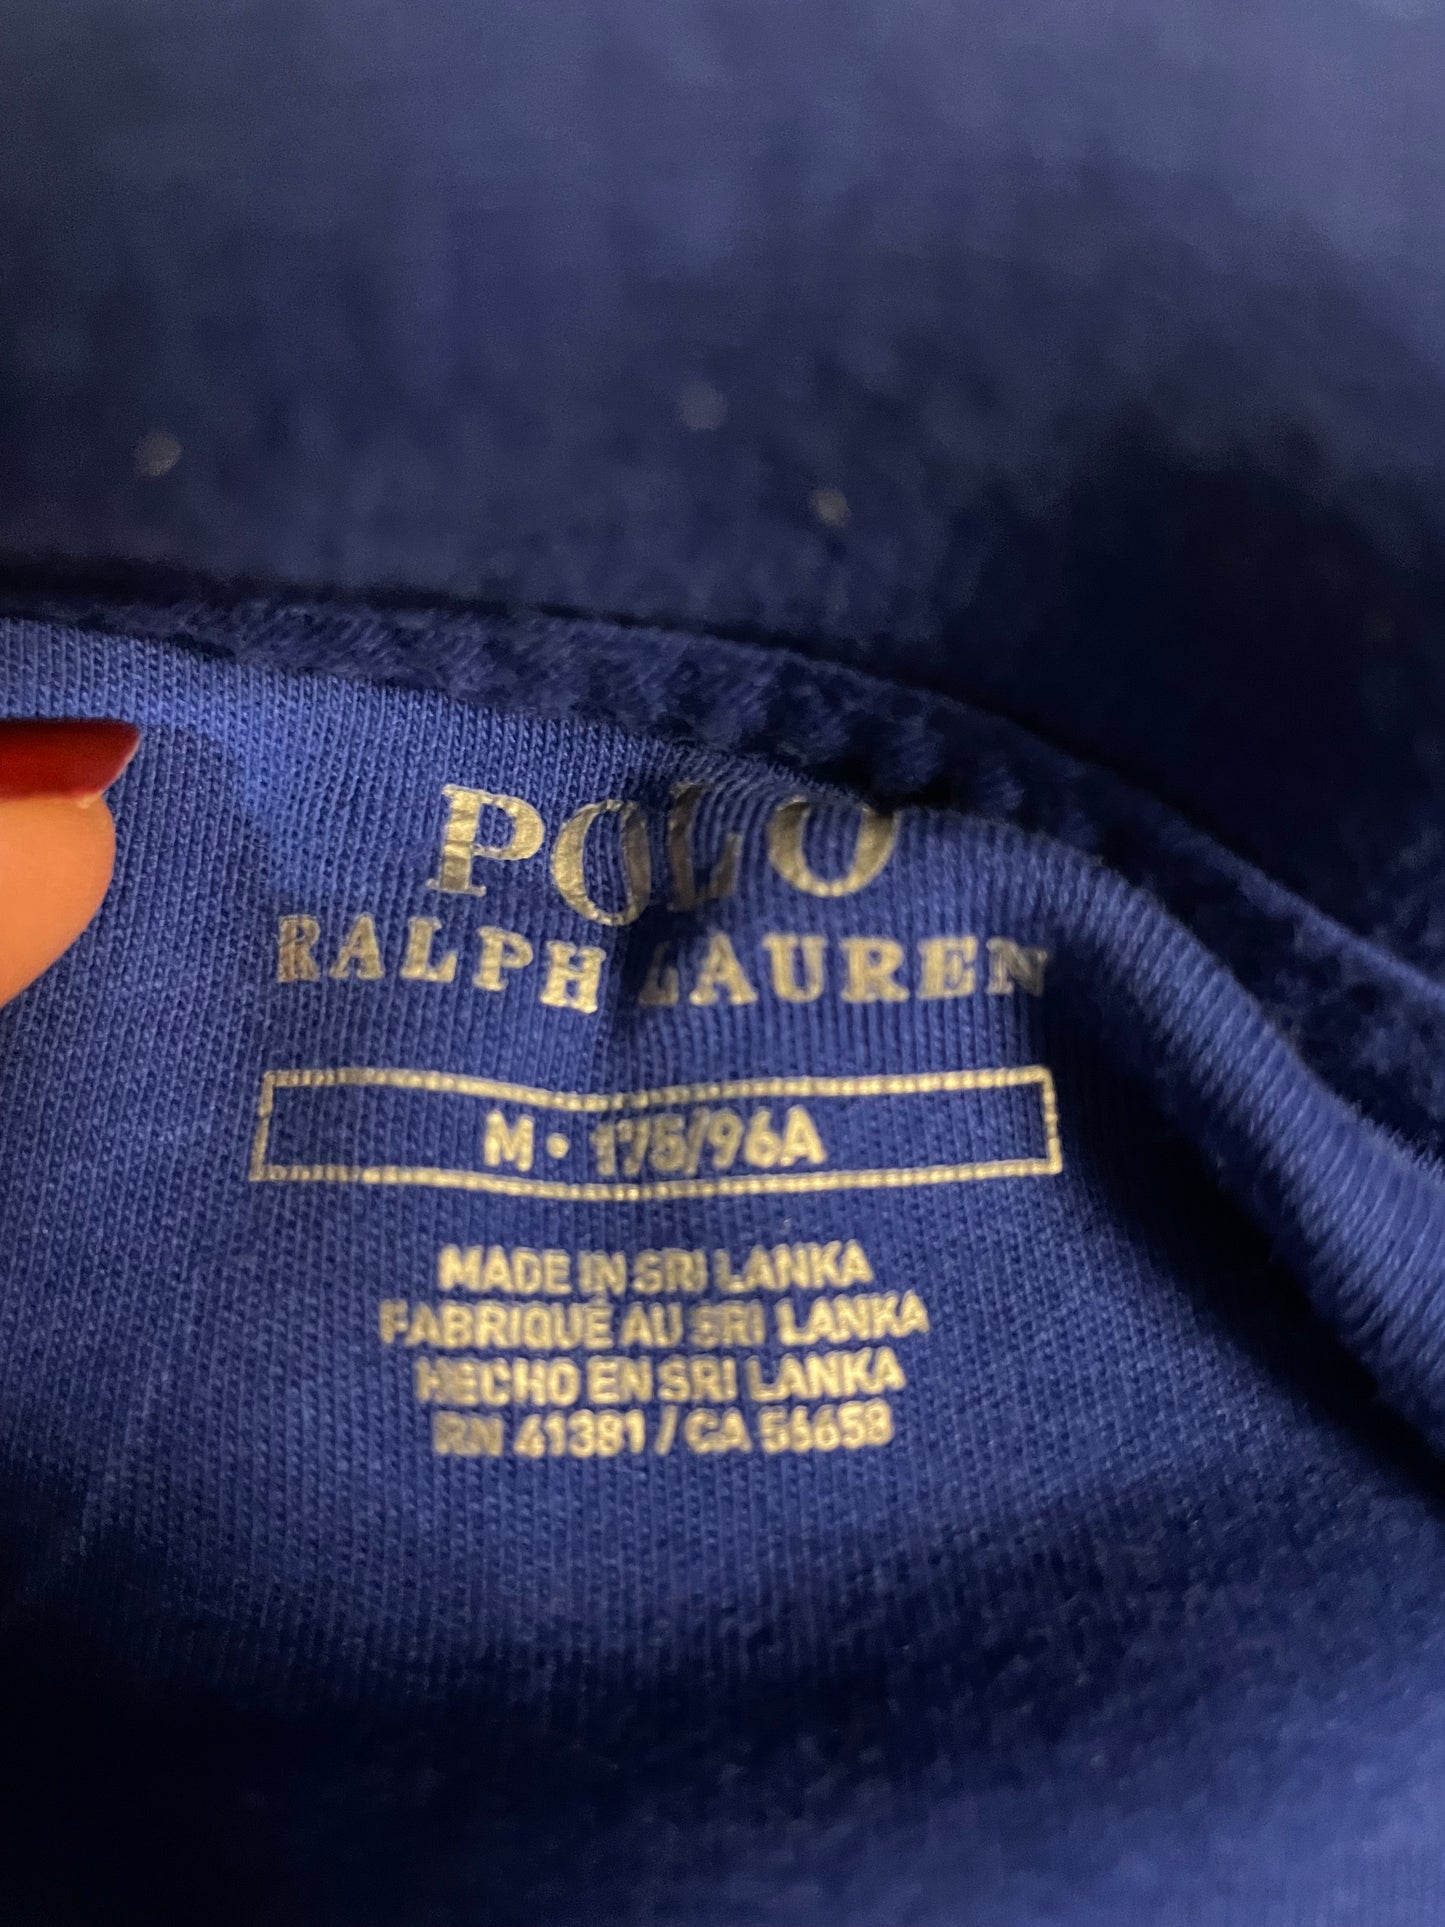 POLO
RALPH LAUREN
M • 175/96A
MADE IN SRI LANKA
FABRIQUÉ AU SRI LANKA
HECHO EN SRI LANKA
RN 41381 / CA 56658